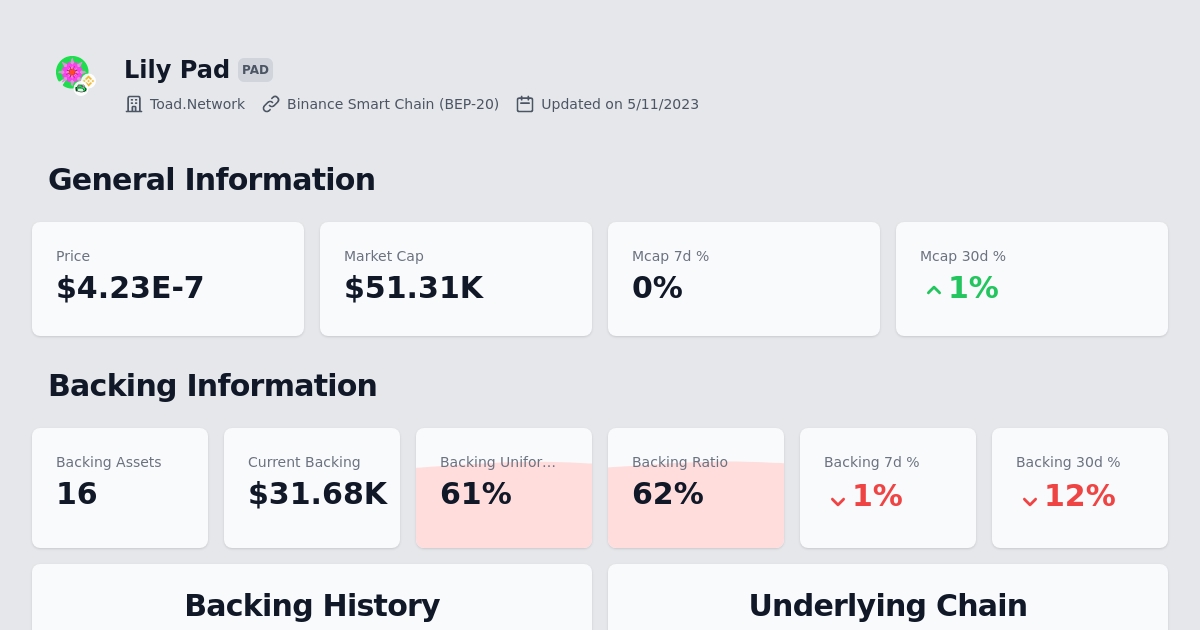 Lily Pad PAD
Toad.Network Binance Smart Chain (BEP-20) Updated on 5/11/2023
General Information
Price Market Cap Mcap 7d % Mcap 30d %
$4.23E-7 $51.31K 0% 1%
Backing Information
Backing Assets Current Backing Backing Unifor... Backing Ratio Backing 7d % Backing 30d %
16 $31.68K 61% 62% 1% 12%
Backing History Underlying Chain